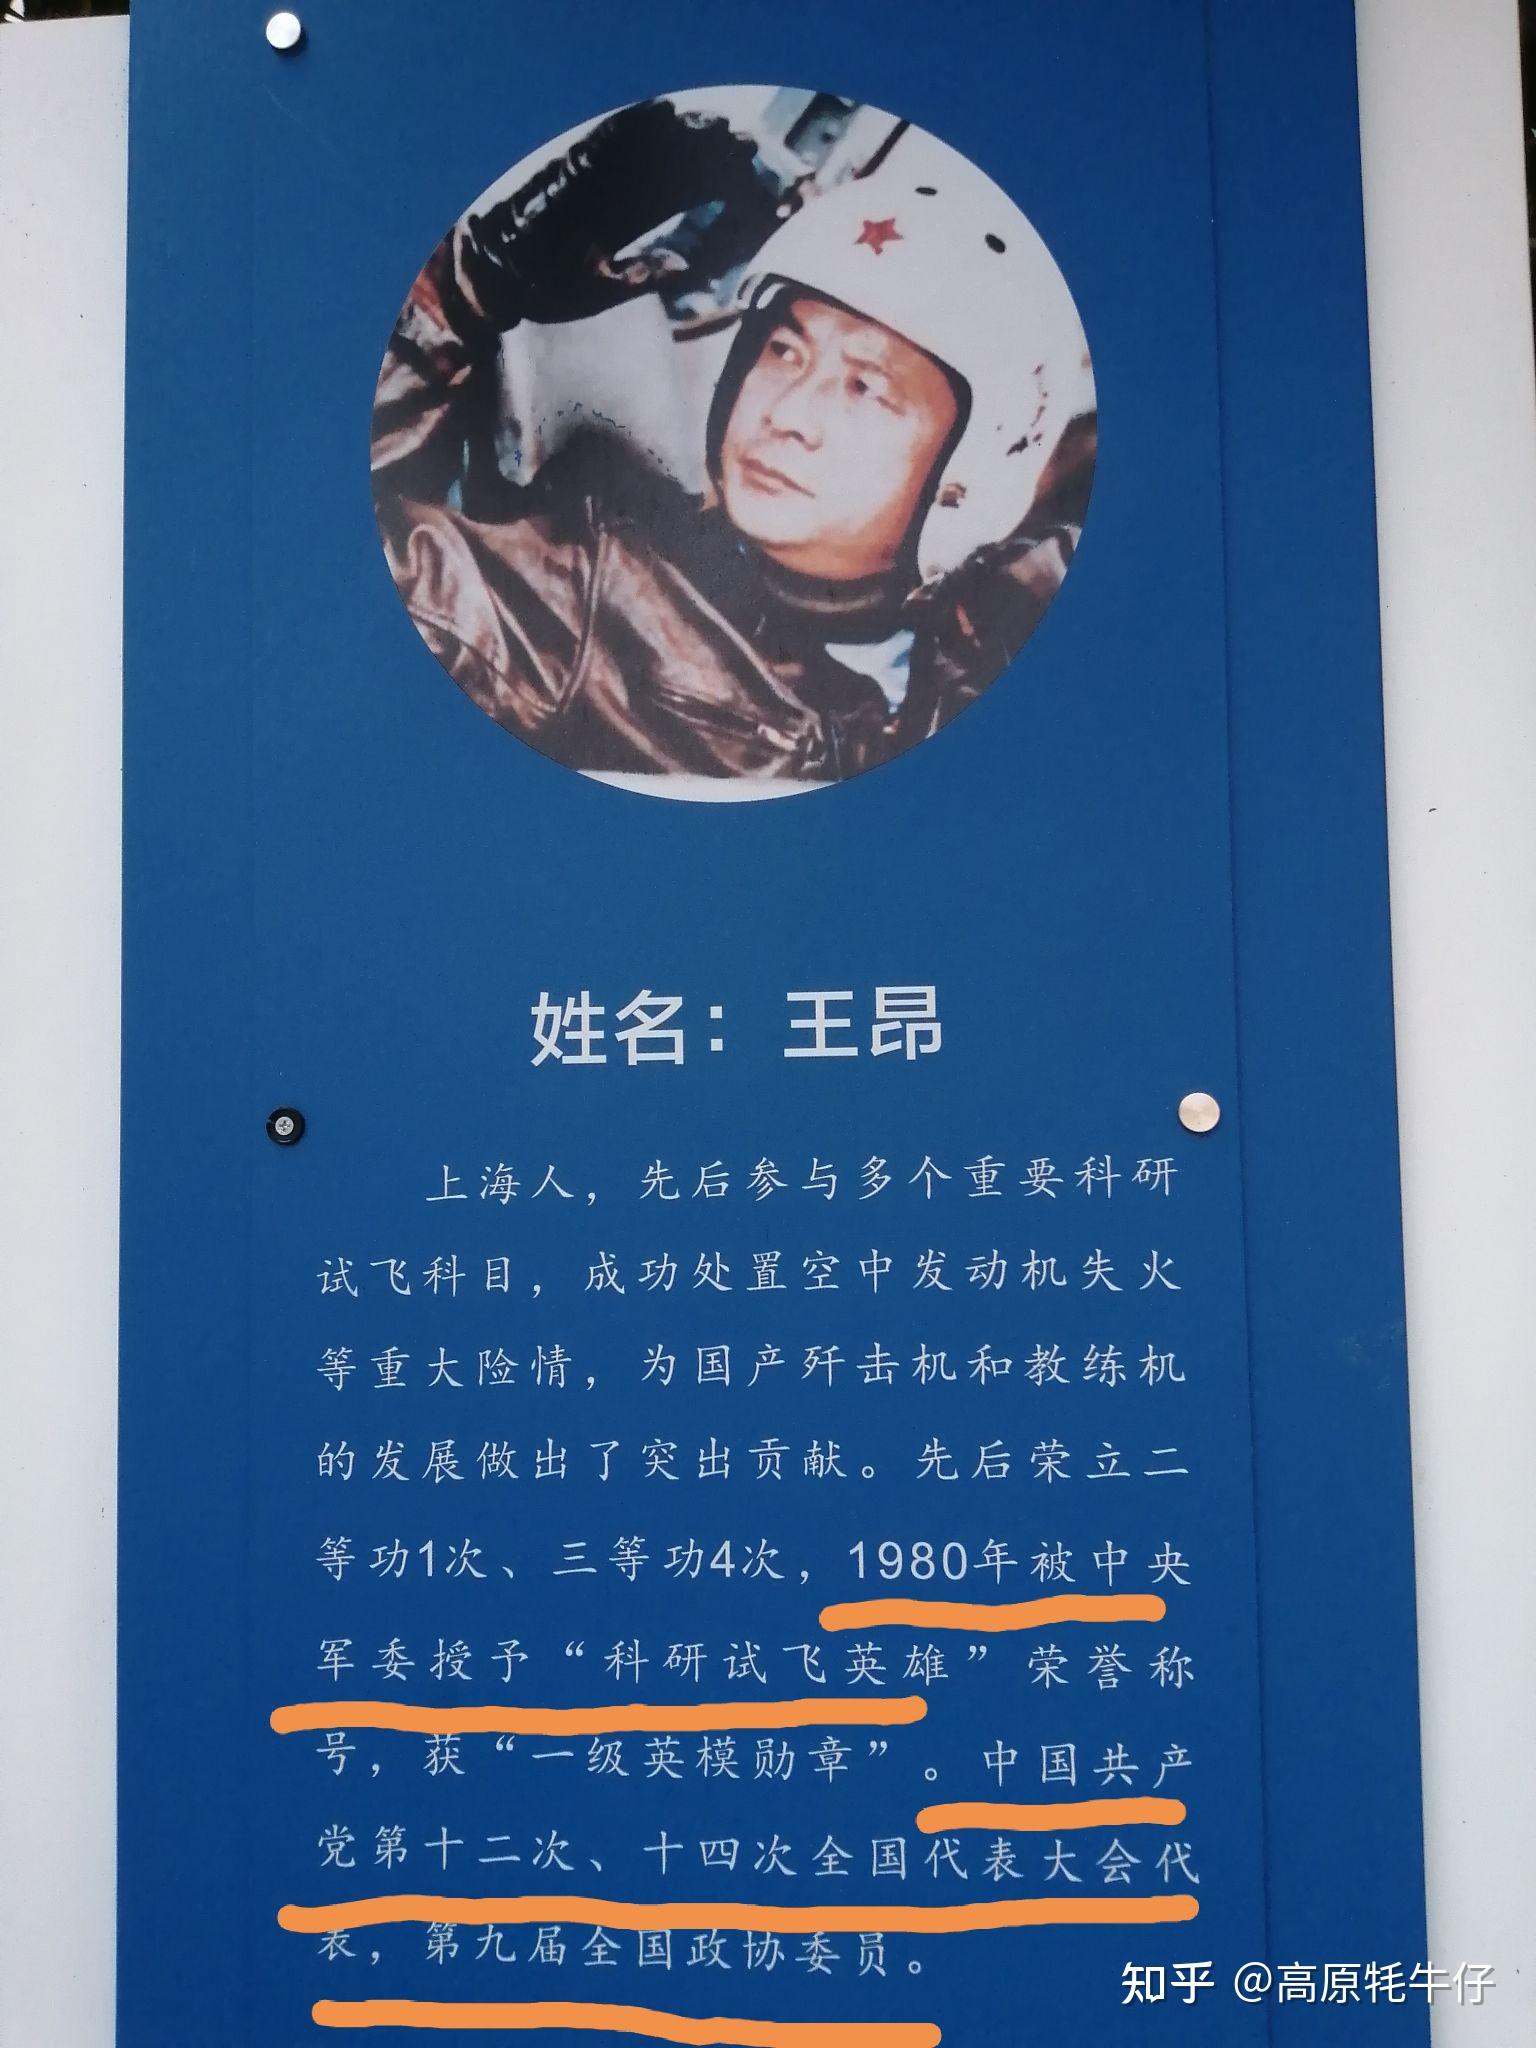 姓名：王昂
上海人，先后参与多个重要科研
试飞科目，成功处置空中发动机失火
等重大险情，为国产歼击机和教练机
的发展做出了突出贡献。先后荣立二
等功1次、三等功4次，1980年被中央
军委授予“科研试飞英雄”荣誉称
号，获“一级英模勋章”。中国共产
党第十二次、十四次全国代表大会代
表，第九届全国政协委员。
知乎 @高原牦牛仔